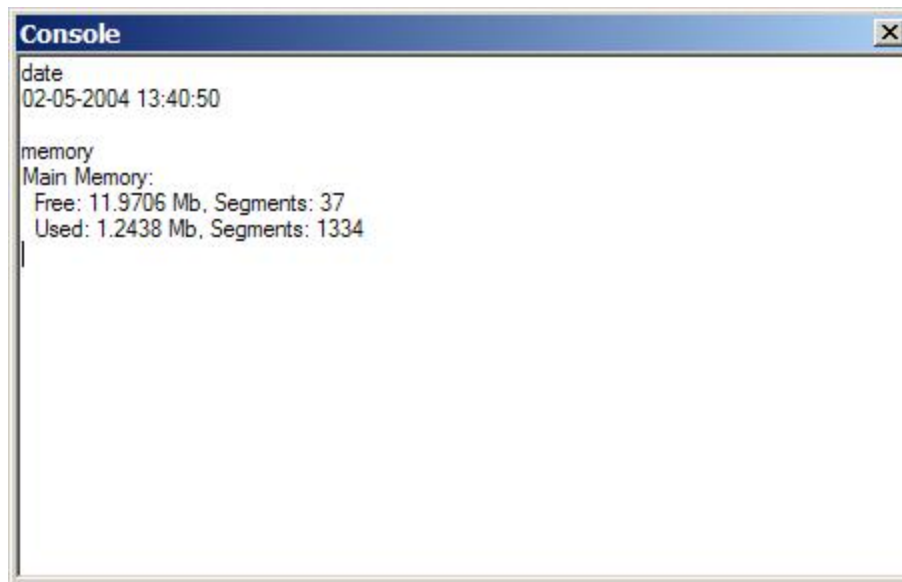 Console
date
02-05-2004 13:40:50
memory
Main Memory:
Free: 11.9706 Mb, Segments: 37
Used: 1.2438 Mb, Segments: 1334